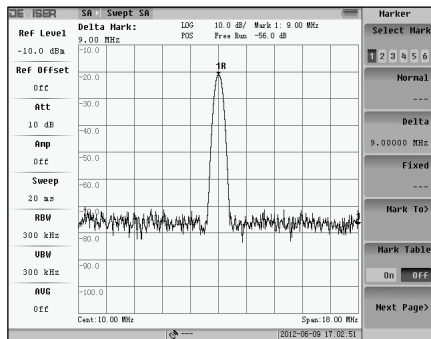 DE ISER
SA Swept SA
Marker
Ref Level
-10.0 dBm
Ref Offset
Off
Att
10 dB
Amp
Off
Sweep
20 ms
RBW
300 kHz
VBW
300 kHz
AVG
Off
Delta Mark:
9.00 MHz
LOG 10.0 dB/ Mark 1: 9.00 MHz
POS Free Run -56.0 dB
-10.0
-20.0
-30.0
-40.0
-50.0
-60.0
-80.0
-90.0
-100.0
1R
Cent:10.00 MHz
Span:18.00 MHz
---
2012-06-09 17:02:51
Select Mark
1 2 3 4 5 6
Normal
---
Delta
9.00000 MHz
Fixed
---
Mark To>
Mark Table
On Off
Next Page>